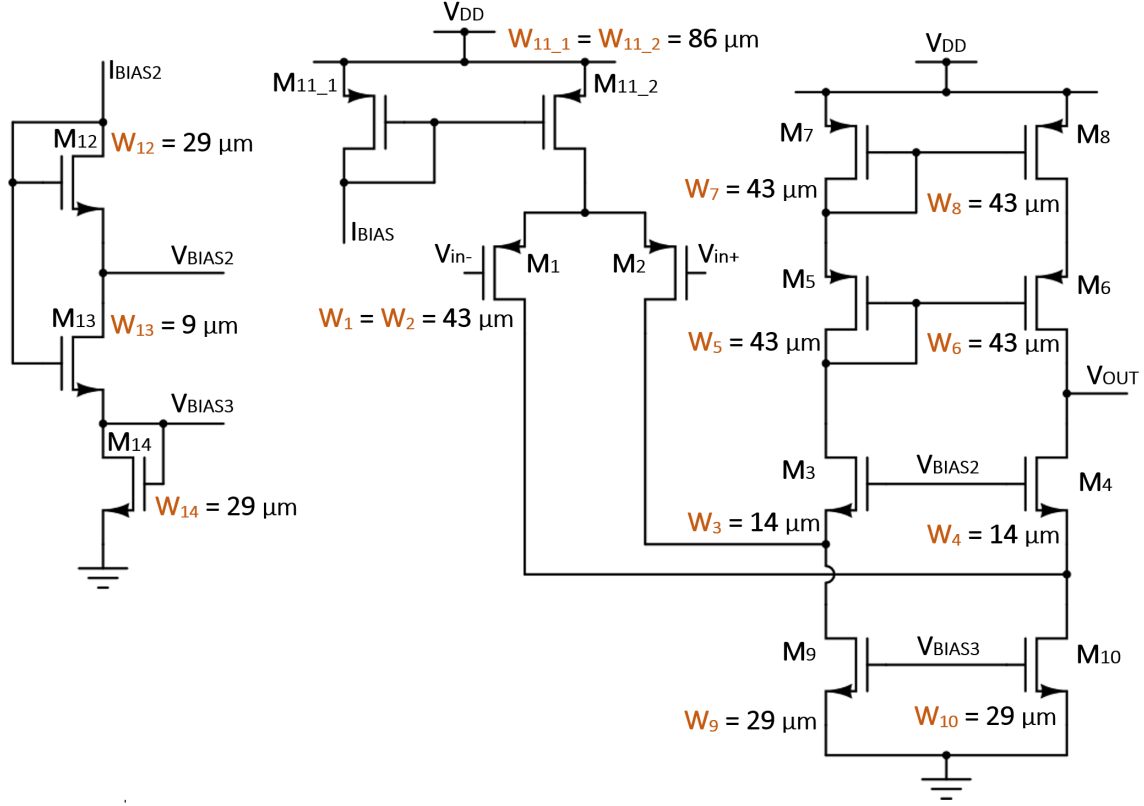 VDD
W11_1 = W11_2 = 86 µm
VDD
IBIAS2
M11_1
M11_2
M12
W12 = 29 µm
M7
M8
W7 = 43 µm
W8 = 43 µm
IBIAS
VBIAS2
Vin-
M1
M2
Vin+
M5
M6
M13
W13 = 9 µm
W1 = W2 = 43 µm
W5 = 43 µm
W6 = 43 µm
VOUT
VBIAS3
M14
M3
VBIAS2
M4
W14 = 29 µm
W3 = 14 µm
W4 = 14 µm
M9
VBIAS3
M10
W9 = 29 µm
W10 = 29 µm